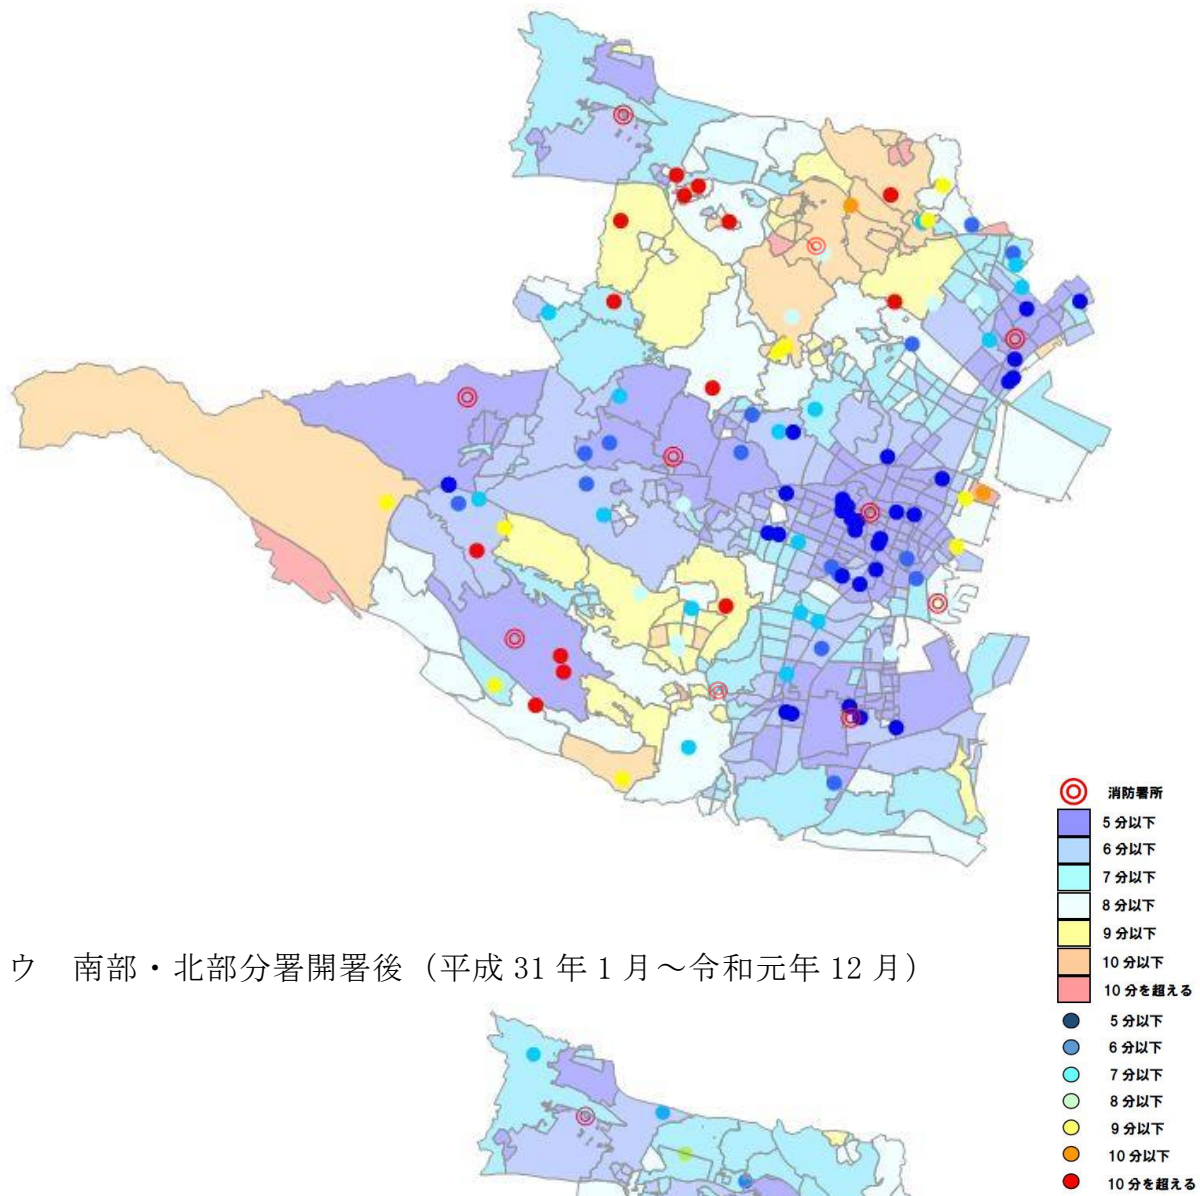 消防署所
5分以下
6分以下
7分以下
8分以下
9分以下
10分以下
10分を超える
5分以下
6分以下
7分以下
8分以下
9分以下
10分以下
10分を超える
ウ　南部・北部分署開署後（平成31年1月～令和元年12月）